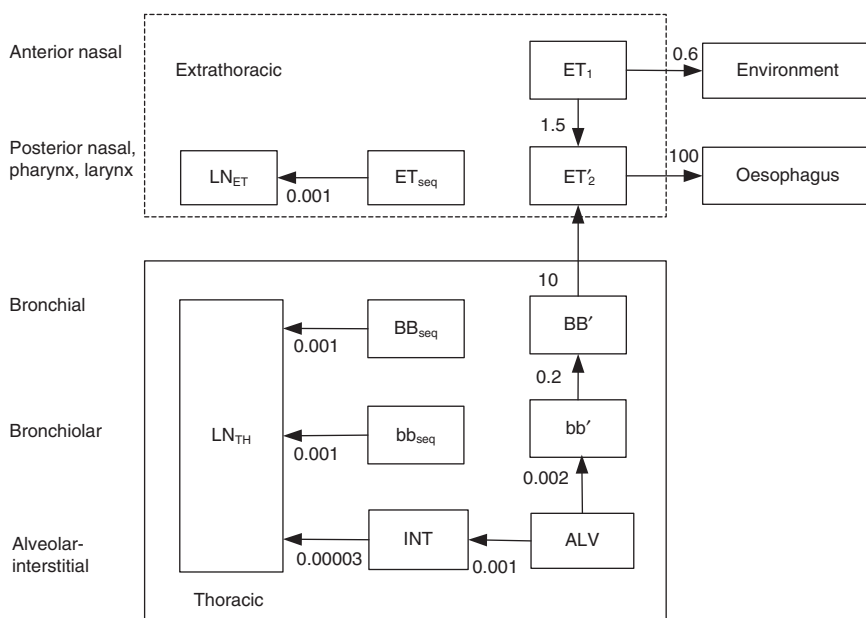 Anterior nasal
Extrathoracic
ET₁
0.6
Environment
1.5
Posterior nasal,
pharynx, larynx
LN_ET
0.001
ET_seq
ET′₂
100
Oesophagus
10
Bronchial
BB_seq
0.001
BB′
0.2
Bronchiolar
LN_TH
bb_seq
0.001
bb′
0.002
Alveolar-
interstitial
INT
0.00003
ALV
0.001
Thoracic